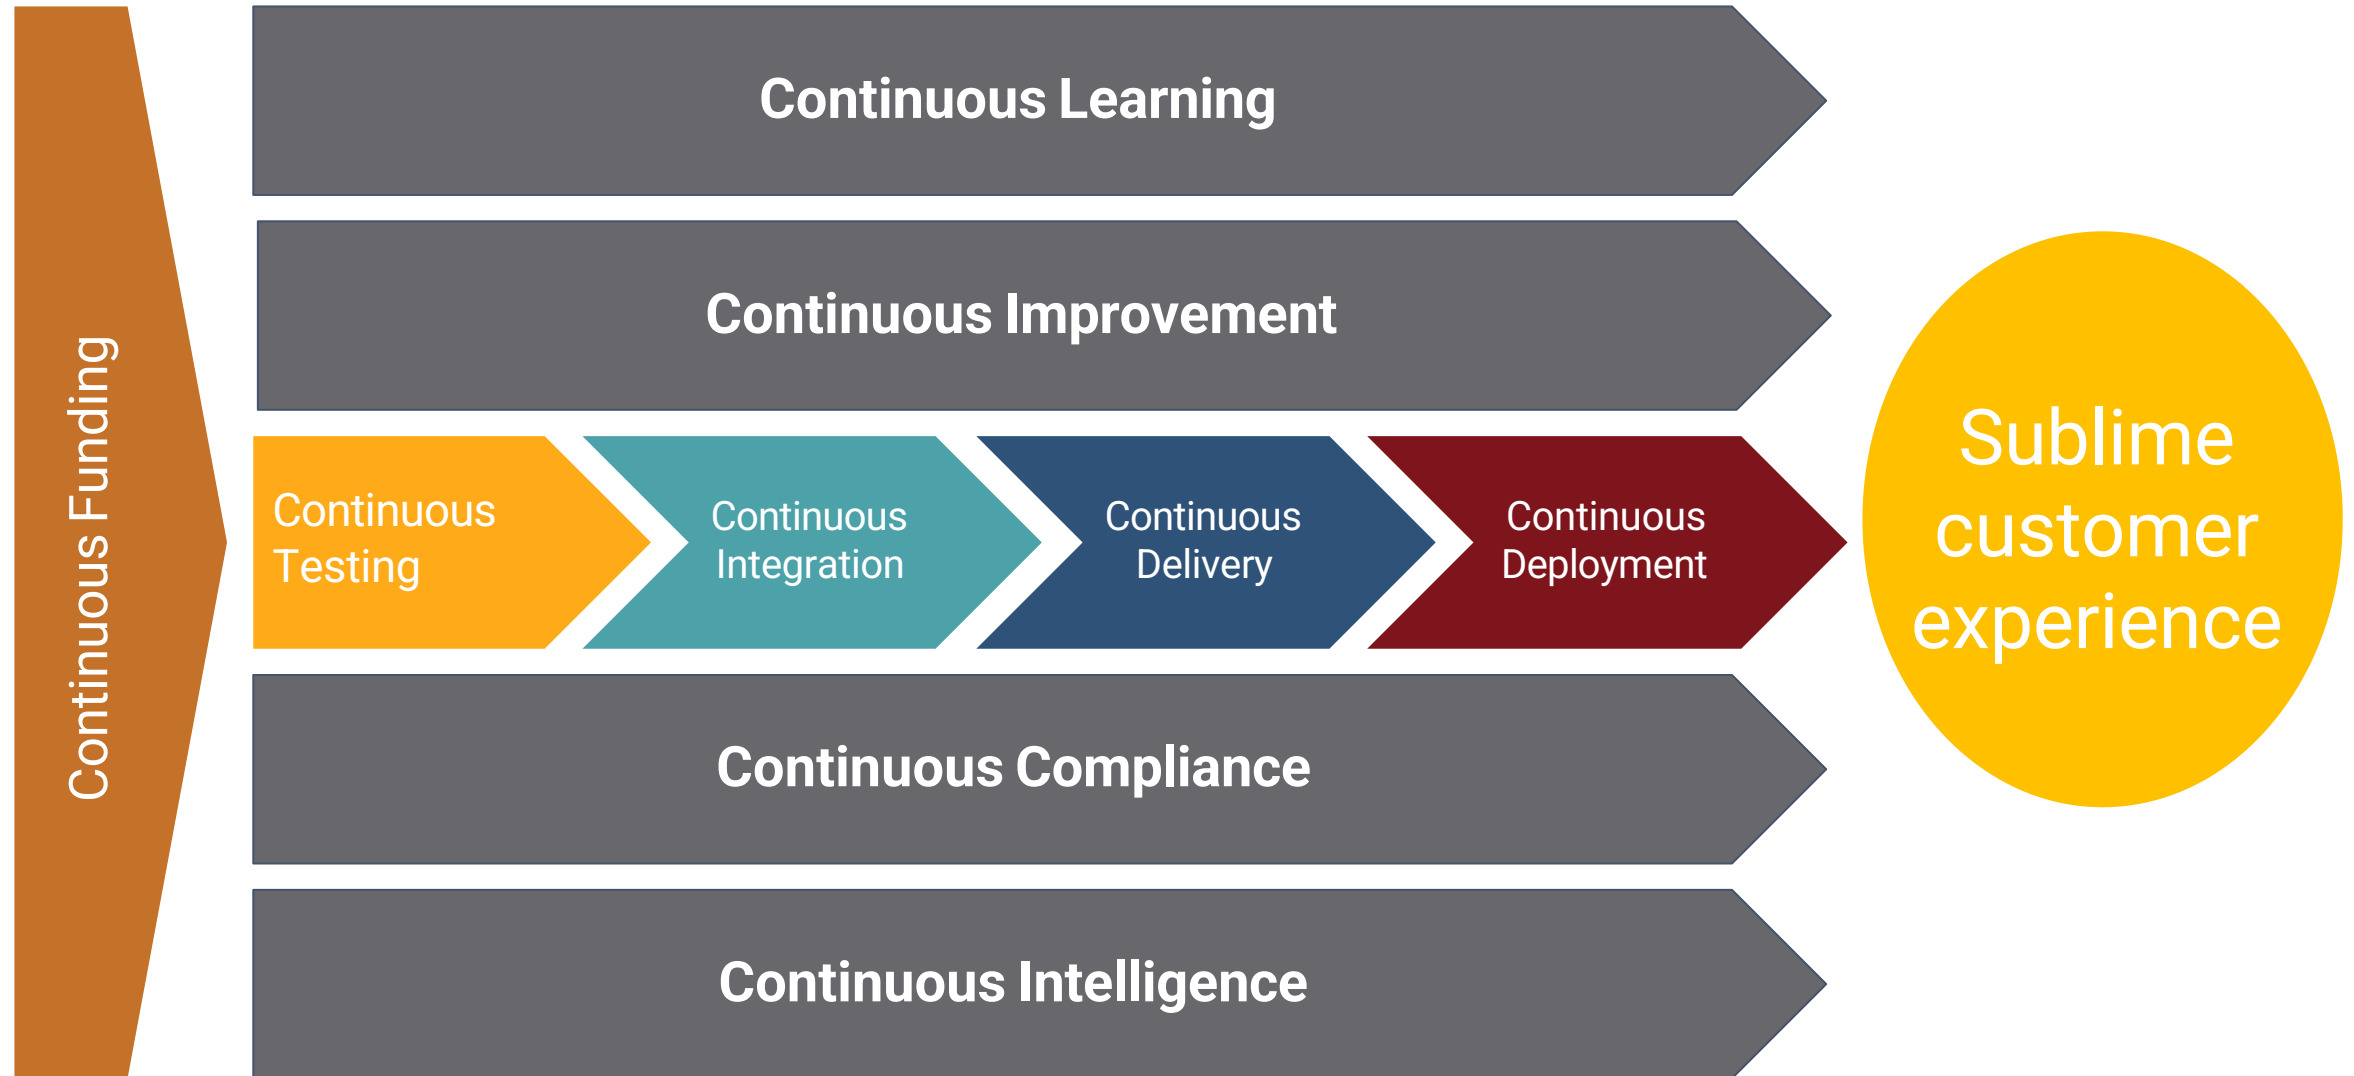 Continuous Funding
Continuous Learning
Continuous Improvement
Continuous
Testing
Continuous
Integration
Continuous
Delivery
Continuous
Deployment
Continuous Compliance
Continuous Intelligence
Sublime
customer
experience